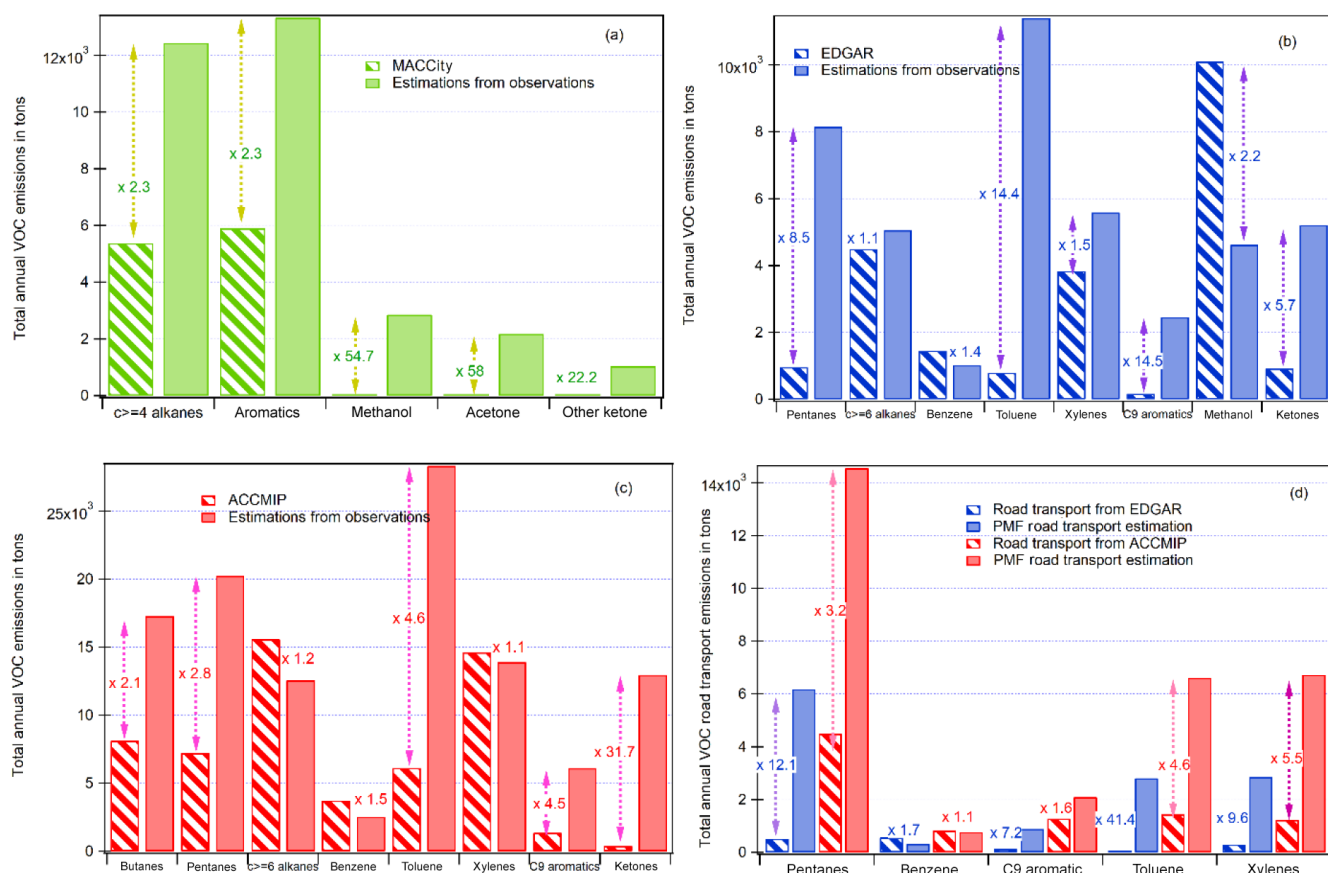 (a)
MACCity
Estimations from observations
Total annual VOC emissions in tons
12x10³
10
8
6
4
2
0
x 2.3
x 2.3
x 54.7
x 58
x 22.2
c>=4 alkanes
Aromatics
Methanol
Acetone
Other ketone
(b)
EDGAR
Estimations from observations
Total annual VOC emissions in tons
10x10³
8
6
4
2
0
x 8.5
x 1.1
x 1.4
x 14.4
x 1.5
x 14.5
x 2.2
x 5.7
Pentanes
c>=6 alkanes
Benzene
Toluene
Xylenes
C9 aromatics
Methanol
Ketones
(c)
ACCMIP
Estimations from observations
Total annual VOC emissions in tons
25x10³
20
15
10
5
0
x 2.1
x 2.8
x 1.2
x 1.5
x 4.6
x 1.1
x 4.5
x 31.7
Butanes
Pentanes
c>=6 alkanes
Benzene
Toluene
Xylenes
C9 aromatics
Ketones
(d)
Road transport from EDGAR
PMF road transport estimation
Road transport from ACCMIP
PMF road transport estimation
Total annual VOC road transport emissions in tons
14x10³
12
10
8
6
4
2
0
x 12.1
x 3.2
x 1.7
x 1.1
x 7.2
x 1.6
x 41.4
x 4.6
x 9.6
x 5.5
Pentanes
Benzene
C9 aromatic
Toluene
Xylenes